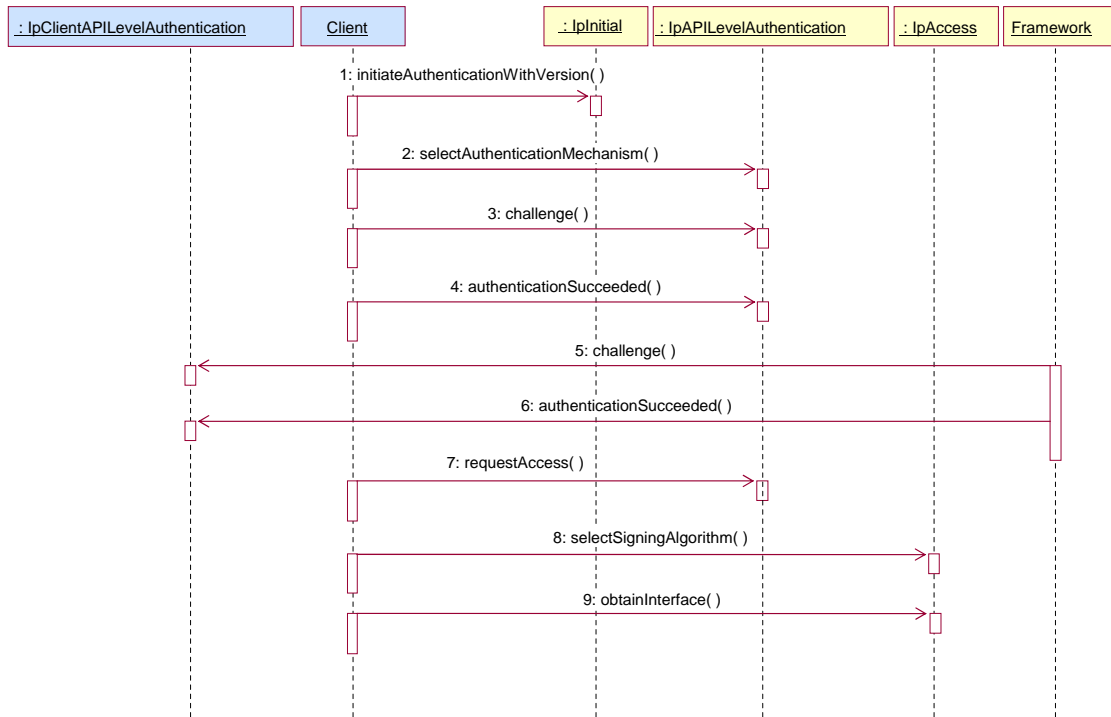 : IpClientAPILevelAuthentication
Client
: IpInitial
: IpAPILevelAuthentication
: IpAccess
Framework
1: initiateAuthenticationWithVersion( )
2: selectAuthenticationMechanism( )
3: challenge( )
4: authenticationSucceeded( )
5: challenge( )
6: authenticationSucceeded( )
7: requestAccess( )
8: selectSigningAlgorithm( )
9: obtainInterface( )